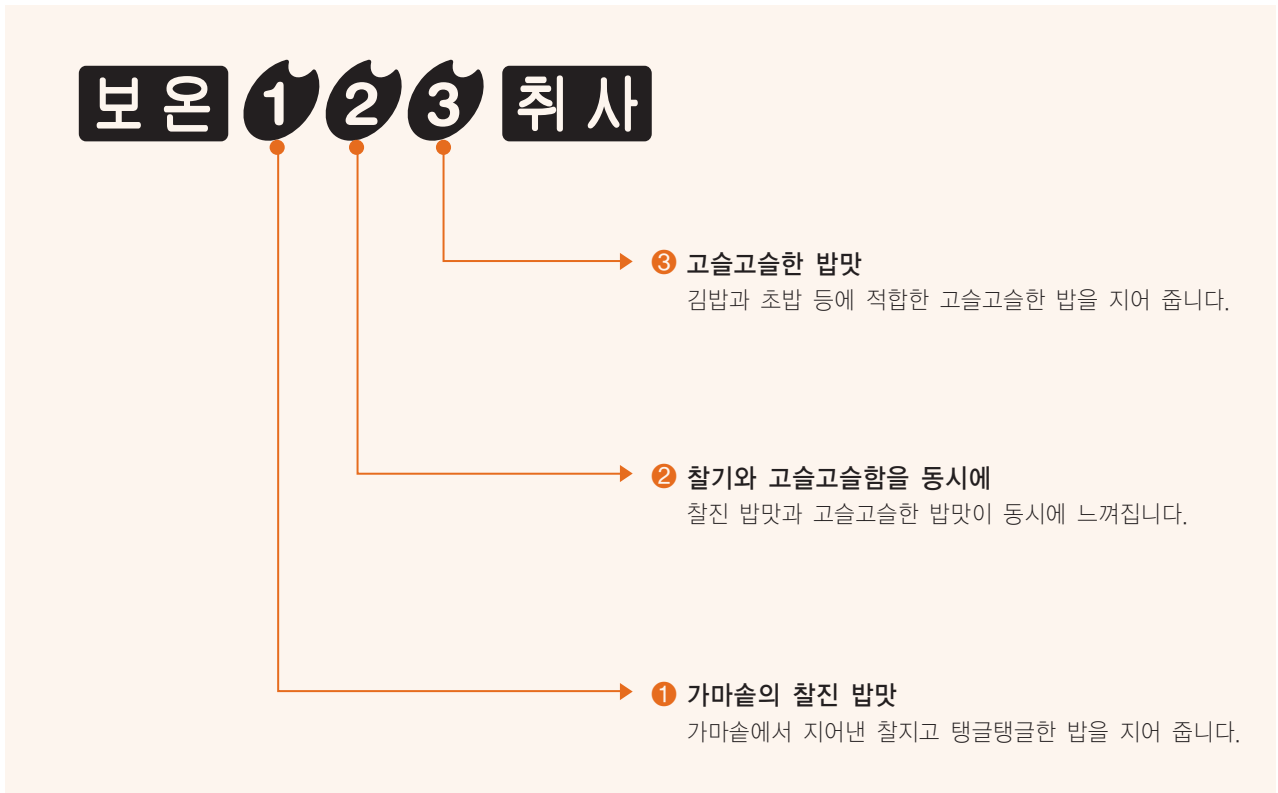 보온 1 2 3 취사
3 고슬고슬한 밥맛
김밥과 초밥 등에 적합한 고슬고슬한 밥을 지어 줍니다.
2 찰기와 고슬고슬함을 동시에
찰진 밥맛과 고슬고슬한 밥맛이 동시에 느껴집니다.
1 가마솥의 찰진 밥맛
가마솥에서 지어낸 찰지고 탱글탱글한 밥을 지어 줍니다.